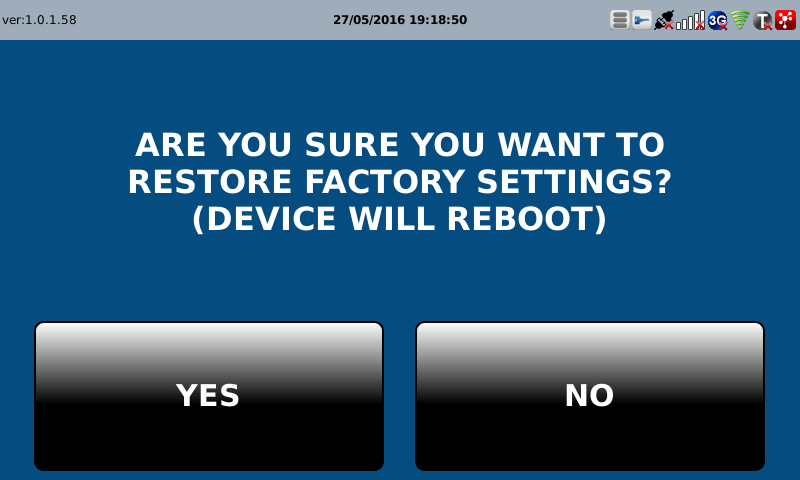 ver:1.0.1.58
27/05/2016 19:18:50
3G
T
ARE YOU SURE YOU WANT TO
RESTORE FACTORY SETTINGS?
(DEVICE WILL REBOOT)
YES
NO